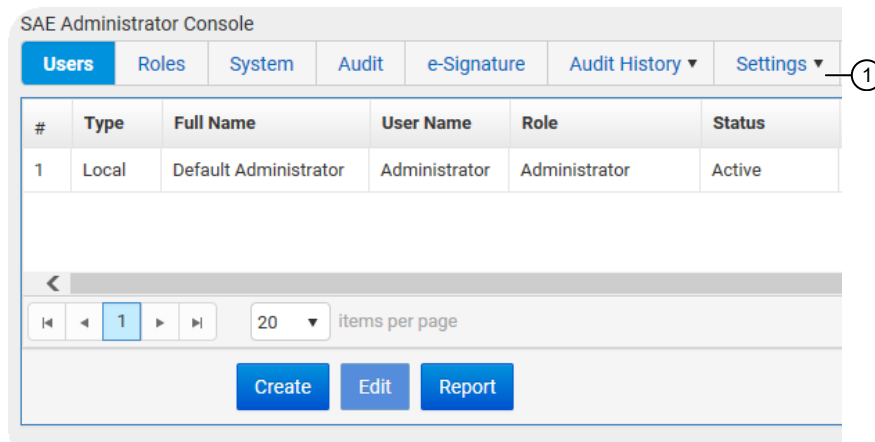 SAE Administrator Console
Users Roles System Audit e-Signature Audit History ▼ Settings ▼ 1
# Type Full Name User Name Role Status
1 Local Default Administrator Administrator Administrator Active
1 20 ▼ items per page
Create Edit Report